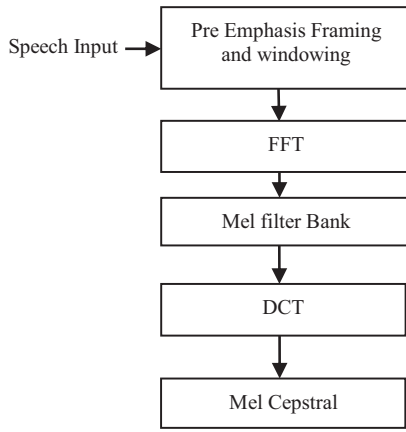 Speech Input
Pre Emphasis Framing
and windowing
FFT
Mel filter Bank
DCT
Mel Cepstral